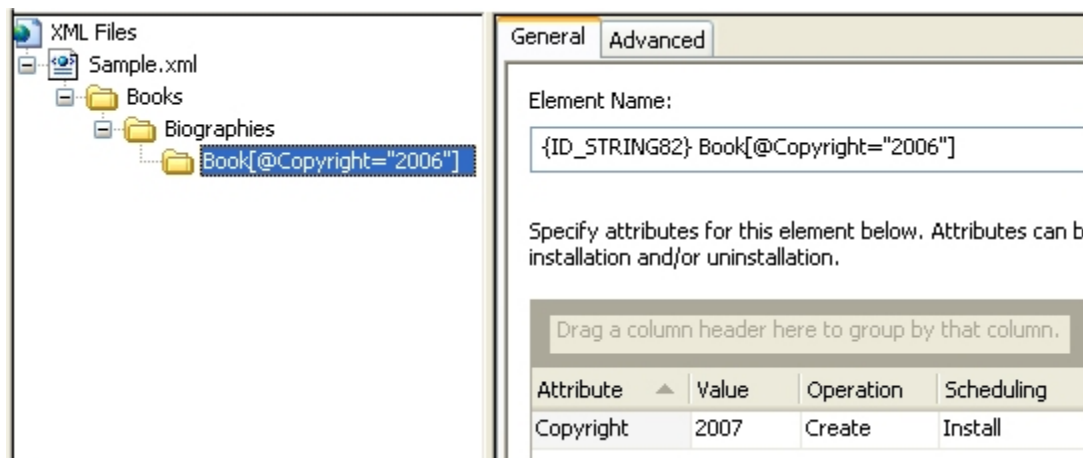 XML Files
Sample.xml
Books
Biographies
Book[@Copyright="2006"]
General Advanced
Element Name:
{ID_STRING82} Book[@Copyright="2006"]
Specify attributes for this element below. Attributes can b
installation and/or uninstallation.
Drag a column header here to group by that column.
Attribute Value Operation Scheduling
Copyright 2007 Create Install